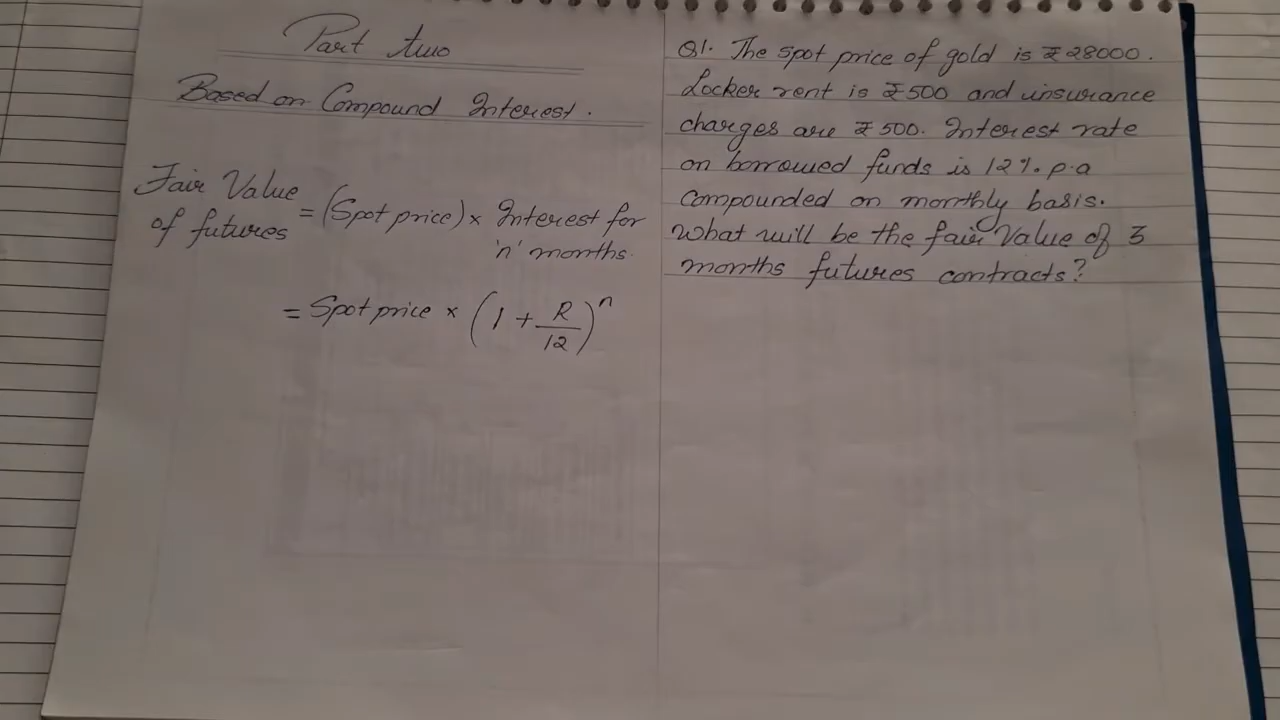 Part two
Based on Compound Interest.
Fair Value
of futures
= (Spot price) × Interest for
'n' months.
= Spot price × (1 + R/12)^n
Q1. The spot price of gold is ₹28000.
Locker rent is ₹500 and insurance
charges are ₹500. Interest rate
on borrowed funds is 12%. p.a
compounded on monthly basis.
What will be the fair Value of 3
months futures contracts?